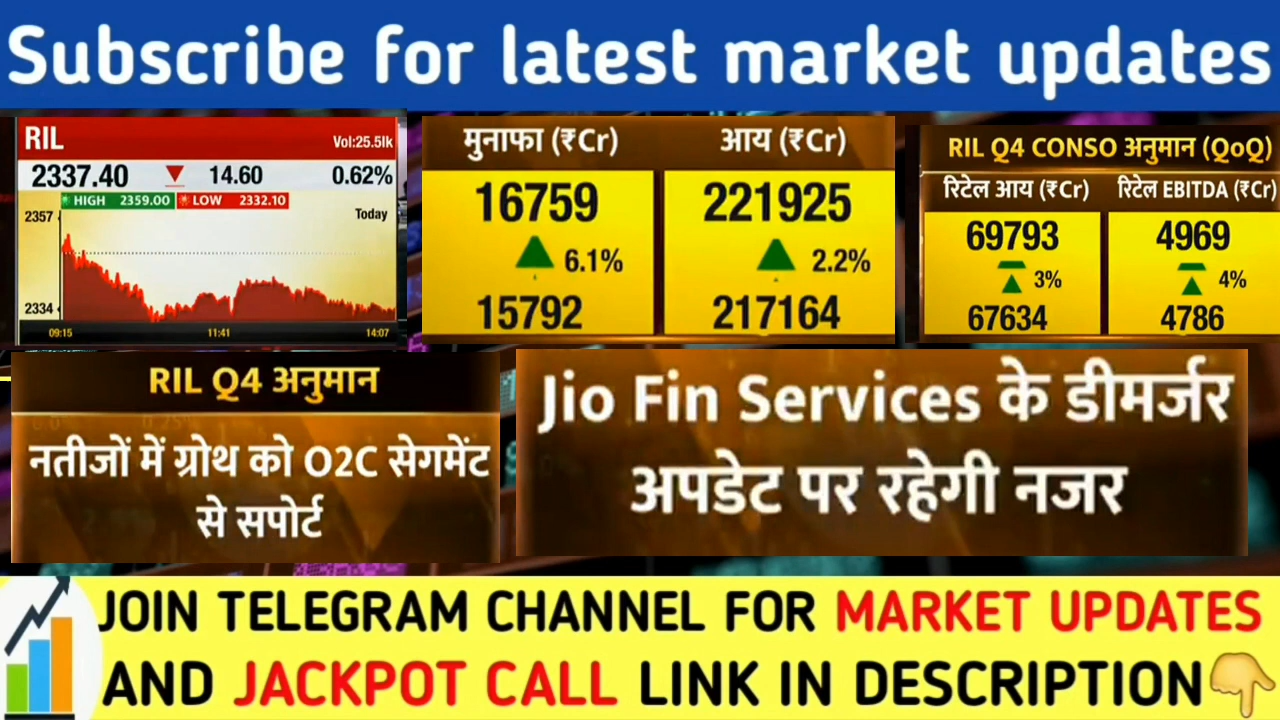 Subscribe for latest market updates
RIL Vol:25.5lk
2337.40 14.60 0.62%
HIGH 2359.00 LOW 2332.10
Today
2357
2334
09:15 11:41 14:07
मुनाफा (₹Cr) आय (₹Cr)
16759 221925
6.1% 2.2%
15792 217164
RIL Q4 CONSO अनुमान (QoQ)
रिटेल आय (₹Cr) रिटेल EBITDA (₹Cr)
69793 4969
3% 4%
67634 4786
RIL Q4 अनुमान
नतीजों में ग्रोथ को O2C सेगमेंट
से सपोर्ट
Jio Fin Services के डीमर्जर
अपडेट पर रहेगी नजर
JOIN TELEGRAM CHANNEL FOR MARKET UPDATES
AND JACKPOT CALL LINK IN DESCRIPTION